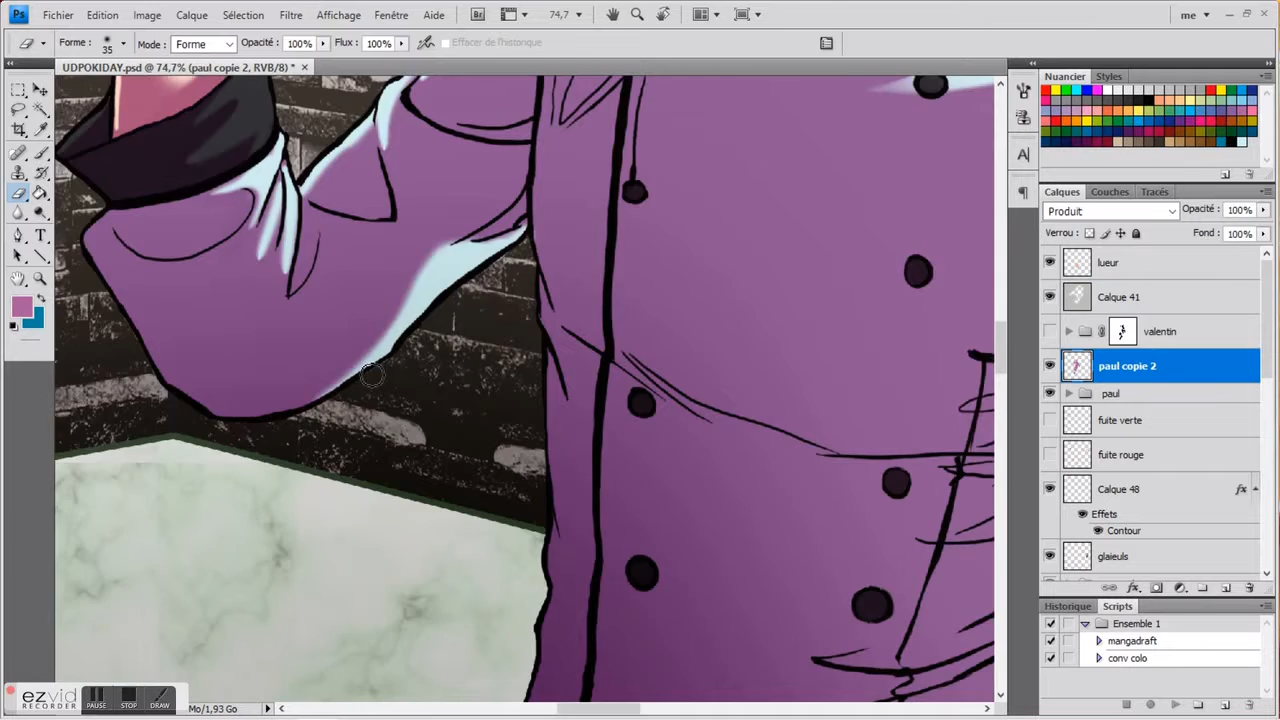 Ps Fichier Edition Image Calque Sélection Filtre Affichage Fenêtre Aide Br 74,7 me
Forme : 35 Mode : Forme Opacité : 100% Flux : 100% Effacer de l'historique
UDPOKIDAY.psd @ 74,7% (paul copie 2, RVB/8) * ×
Nuancier Styles
Calques Couches Tracés
Produit Opacité : 100%
Verrou : Fond : 100%
lueur
Calque 41
valentin
paul copie 2
paul
fuite verte
fuite rouge
Calque 48 fx
Effets
Contour
glaieuls
Historique Scripts
Ensemble 1
mangadraft
conv colo
ezvid
RECORDER
PAUSE STOP DRAW
Mo/1,93 Go